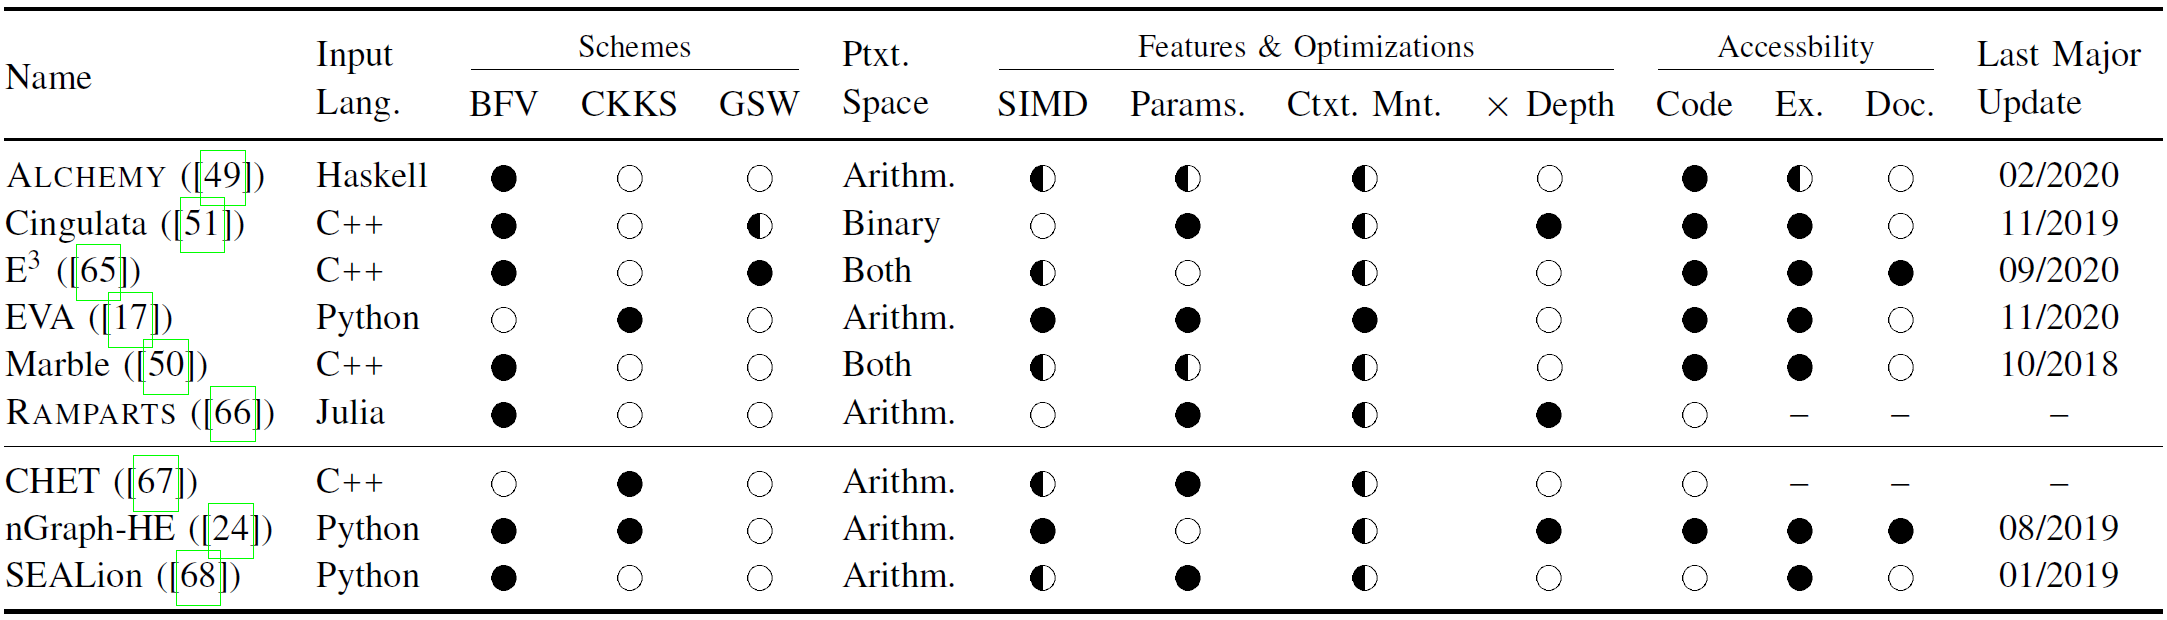 Name Input Lang. Schemes Ptxt. Space Features & Optimizations Accessbility Last Major Update
BFV CKKS GSW SIMD Params. Ctxt. Mnt. × Depth Code Ex. Doc.
ALCHEMY ([49]) Haskell ● ○ ○ Arithm. ◐ ◐ ◐ ○ ● ◐ ○ 02/2020
Cingulata ([51]) C++ ● ○ ◐ Binary ○ ● ◐ ● ● ● ○ 11/2019
E³ ([65]) C++ ● ○ ● Both ◐ ○ ◐ ○ ● ● ● 09/2020
EVA ([17]) Python ○ ● ○ Arithm. ● ● ● ○ ● ● ○ 11/2020
Marble ([50]) C++ ● ○ ○ Both ◐ ◐ ◐ ○ ● ● ○ 10/2018
RAMPARTS ([66]) Julia ● ○ ○ Arithm. ○ ● ◐ ● ○ – – –
CHET ([67]) C++ ○ ● ○ Arithm. ◐ ● ◐ ○ ○ – – –
nGraph-HE ([24]) Python ● ● ○ Arithm. ● ○ ◐ ● ● ● ● 08/2019
SEALion ([68]) Python ● ○ ○ Arithm. ◐ ● ◐ ○ ○ ● ○ 01/2019